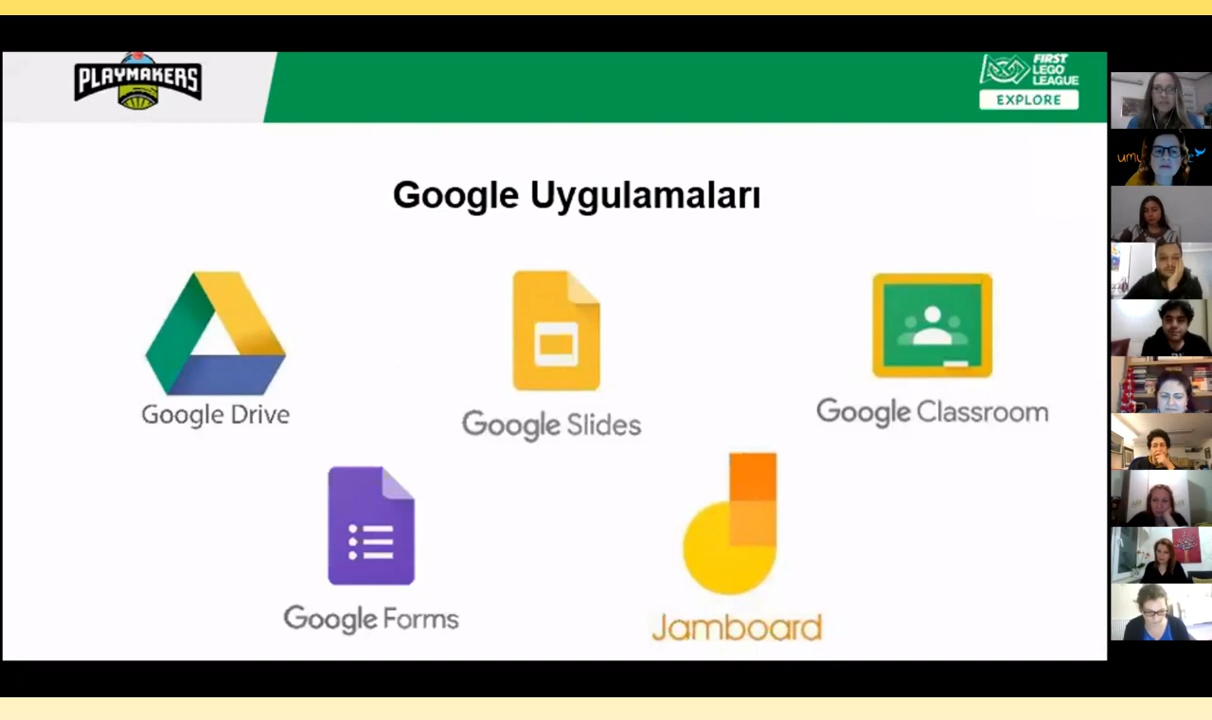 PLAYMAKERS
FIRST
LEGO
LEAGUE
EXPLORE
Google Uygulamaları
Google Drive
Google Slides
Google Classroom
Google Forms
Jamboard